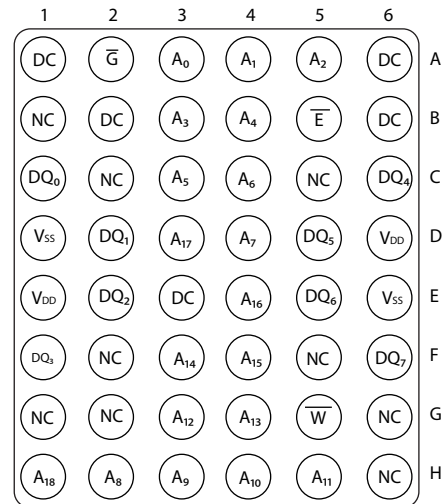 1 2 3 4 5 6
DC G̅ A₀ A₁ A₂ DC A
NC DC A₃ A₄ E̅ DC B
DQ₀ NC A₅ A₆ NC DQ₄ C
VSS DQ₁ A₁₇ A₇ DQ₅ VDD D
VDD DQ₂ DC A₁₆ DQ₆ VSS E
DQ₃ NC A₁₄ A₁₅ NC DQ₇ F
NC NC A₁₂ A₁₃ W̅ NC G
A₁₈ A₈ A₉ A₁₀ A₁₁ NC H